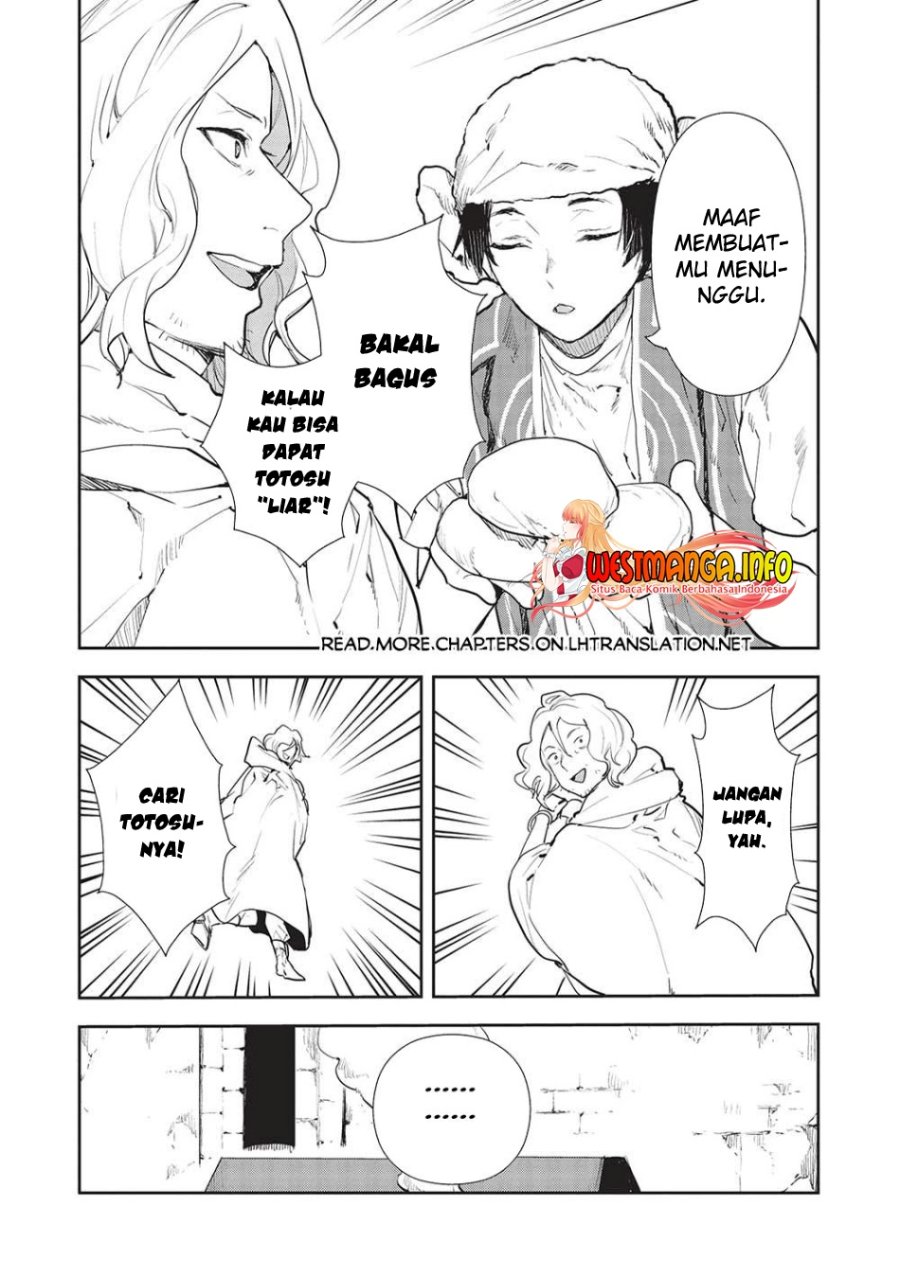 MAAF
MEMBUAT-
MU MENU-
NGGU.
BAKAL
BAGUS
KALAU
KAU BISA
DAPAT
TOTOSU
"LIAR"!
WESTMANGA.INFO
Situs Baca Komik Berbahasa Indonesia
READ MORE CHAPTERS ON LHTRANSLATION.NET
JANGAN
LUPA,
YAH.
CARI
TOTOSU-
NYA!
......
......